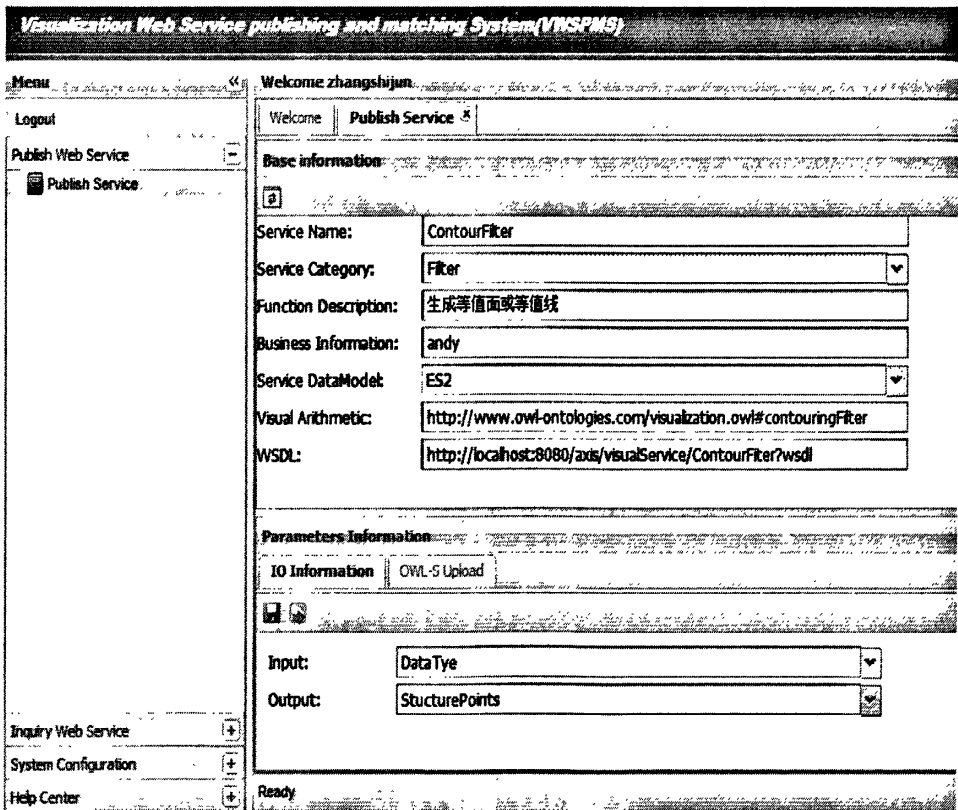 Visualization Web Service publishing and matching System(VWSPMS)
Menu
Logout
Publish Web Service
Publish Service
Inquiry Web Service
System Configuration
Help Center
Welcome zhangshijun
Welcome
Publish Service
Base information
Service Name: ContourFilter
Service Category: Filter
Function Description: 生成等值面或等值线
Business Information: andy
Service DataModel: ES2
Visual Arithmetic: http://www.owl-ontologies.com/visualization.owl#contouringFilter
WSDL: http://localhost:8080/axis/visualService/ContourFilter?wsdl
Parameters Information
IO Information
OWL-S Upload
Input: DataTye
Output: StucturePoints
Ready